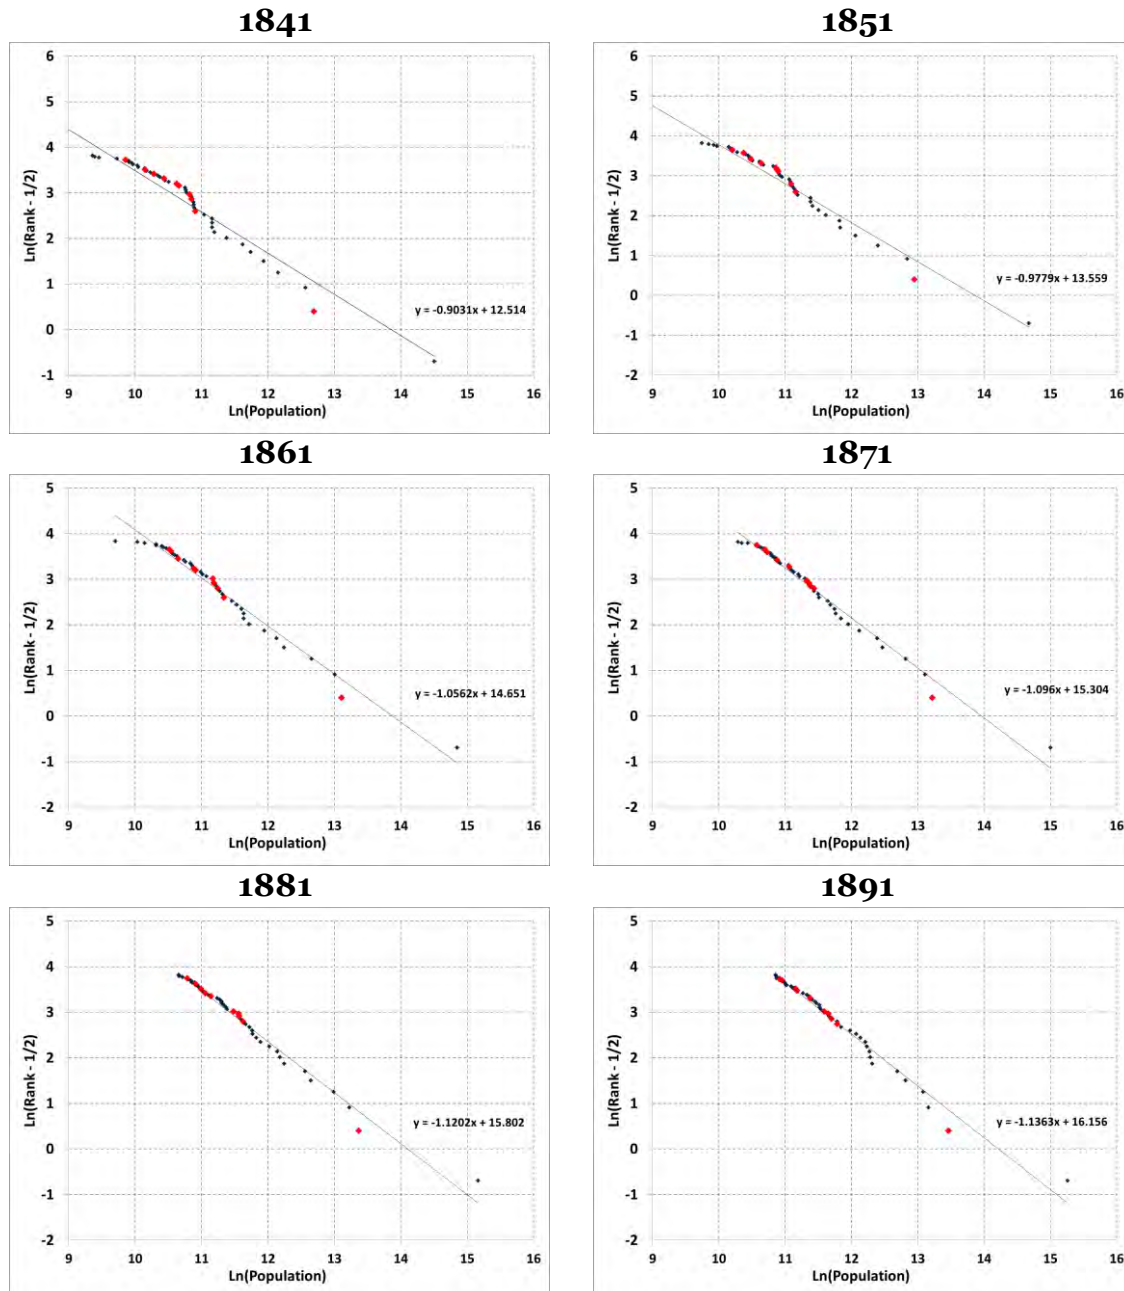 1841
6
5
4
3
2
1
0
-1
Ln(Rank - 1/2)
y = -0.9031x + 12.514
9 10 11 12 13 14 15 16
Ln(Population)
1851
6
5
4
3
2
1
0
-1
-2
Ln(Rank - 1/2)
y = -0.9779x + 13.559
9 10 11 12 13 14 15 16
Ln(Population)
1861
5
4
3
2
1
0
-1
-2
Ln(Rank - 1/2)
y = -1.0562x + 14.651
9 10 11 12 13 14 15 16
Ln(Population)
1871
5
4
3
2
1
0
-1
-2
Ln(Rank - 1/2)
y = -1.096x + 15.304
9 10 11 12 13 14 15 16
Ln(Population)
1881
5
4
3
2
1
0
-1
-2
Ln(Rank - 1/2)
y = -1.1202x + 15.802
9 10 11 12 13 14 15 16
Ln(Population)
1891
5
4
3
2
1
0
-1
-2
Ln(Rank - 1/2)
y = -1.1363x + 16.156
9 10 11 12 13 14 15 16
Ln(Population)